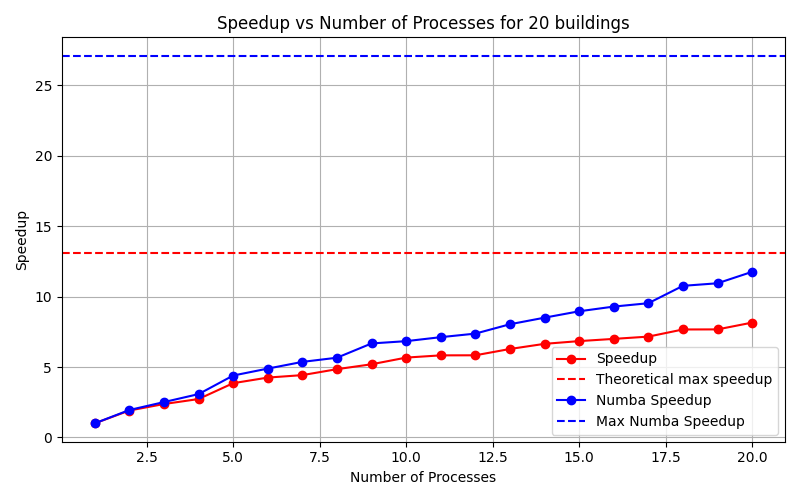 Speedup vs Number of Processes for 20 buildings
25
20
15
10
5
0
Speedup
2.5 5.0 7.5 10.0 12.5 15.0 17.5 20.0
Number of Processes
Speedup
Theoretical max speedup
Numba Speedup
Max Numba Speedup